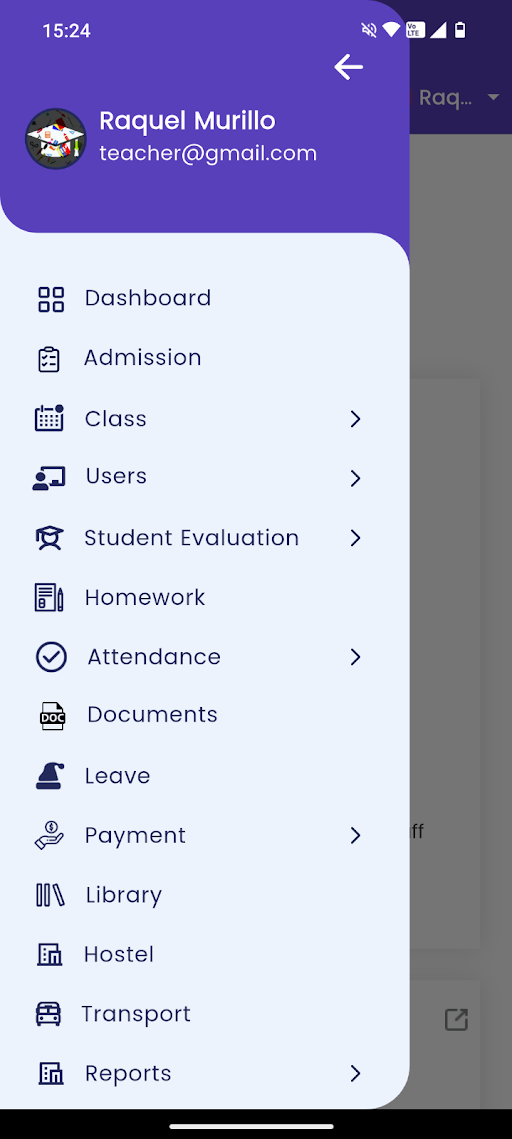 15:24
Vo
LTE
Raq...
Raquel Murillo
teacher@gmail.com
Dashboard
Admission
Class
Users
Student Evaluation
Homework
Attendance
DOC
Documents
Leave
Payment
ff
Library
Hostel
Transport
Reports